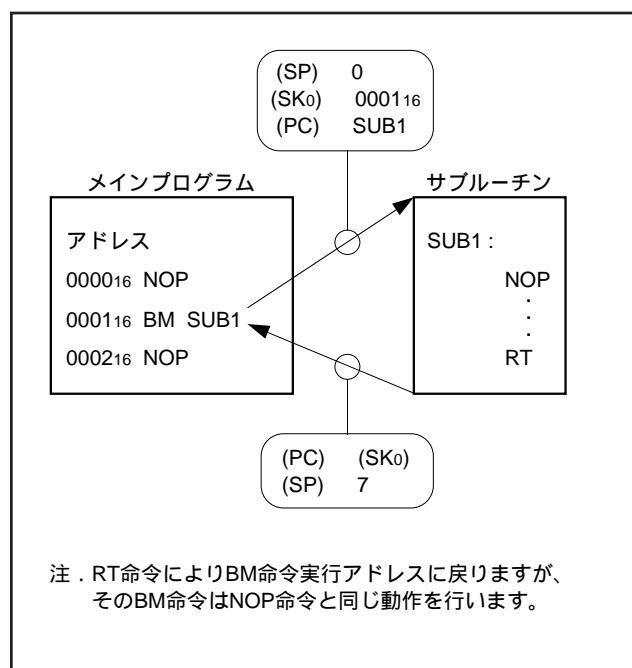 (SP) 0
(SK0) 000116
(PC) SUB1
メインプログラム
アドレス
000016 NOP
000116 BM SUB1
000216 NOP
サブルーチン
SUB1 :
NOP
・
・
・
RT
(PC) (SK0)
(SP) 7
注．RT命令によりBM命令実行アドレスに戻りますが、
そのBM命令はNOP命令と同じ動作を行います。